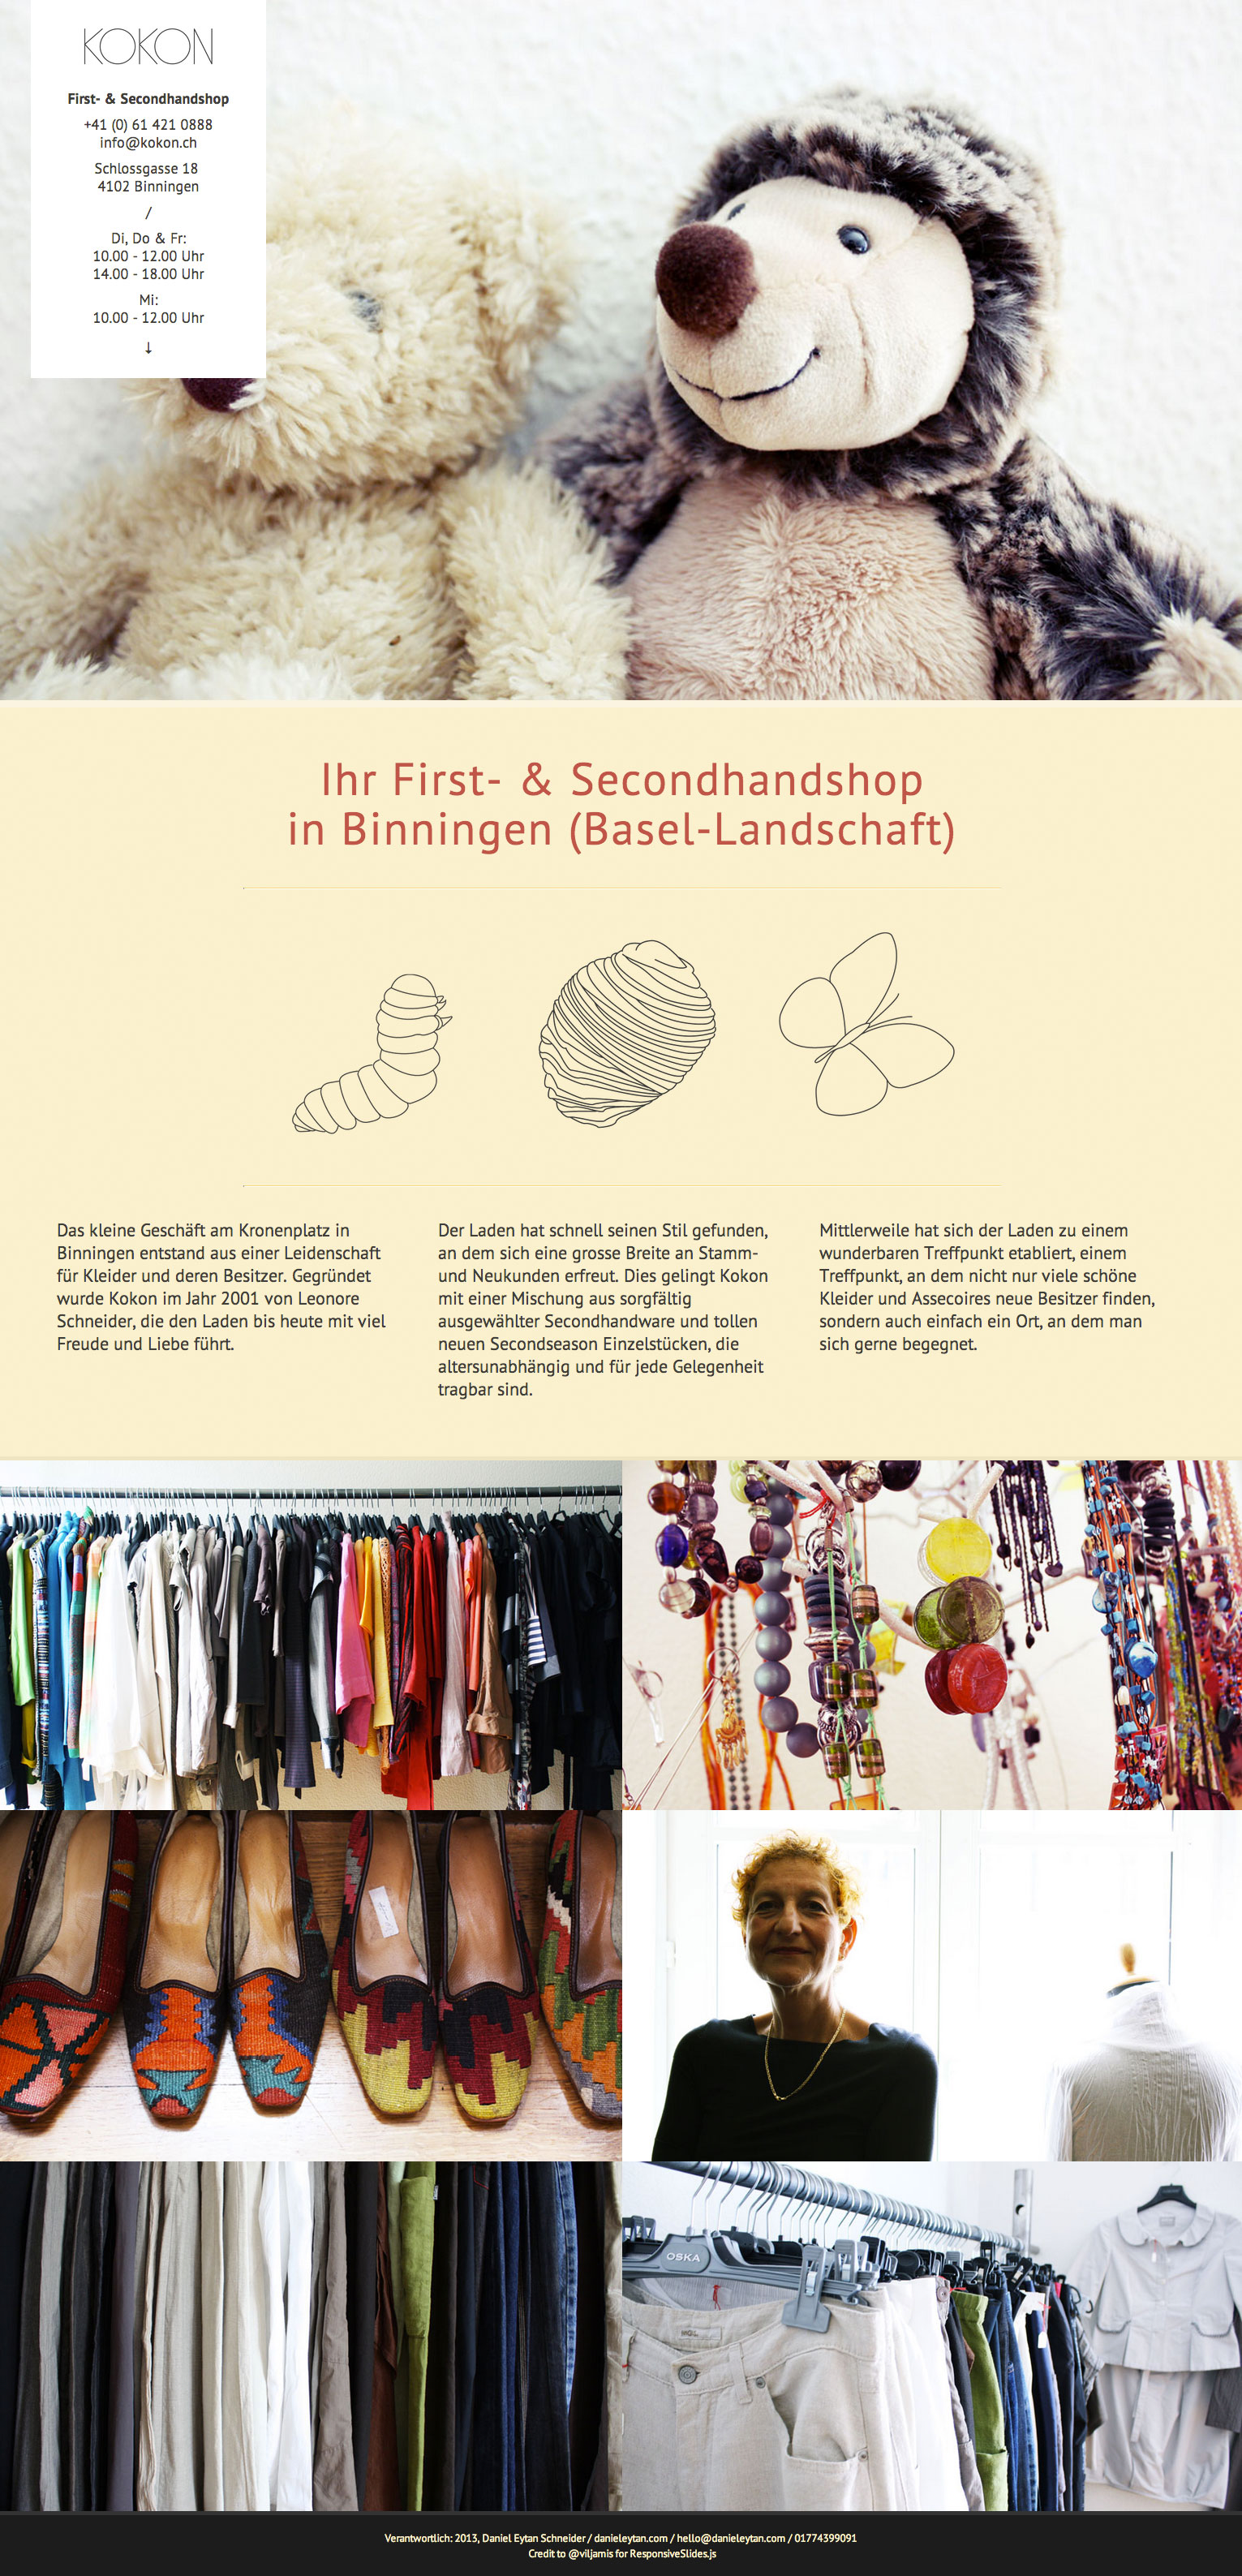 KOKON
First- & Secondhandshop
+41 (0) 61 421 0888
info@kokon.ch
Schlossgasse 18
4102 Binningen
/
Di, Do & Fr:
10.00 - 12.00 Uhr
14.00 - 18.00 Uhr
Mi:
10.00 - 12.00 Uhr
↓
Ihr First- & Secondhandshop
in Binningen (Basel-Landschaft)
Das kleine Geschäft am Kronenplatz in
Binningen entstand aus einer Leidenschaft
für Kleider und deren Besitzer. Gegründet
wurde Kokon im Jahr 2001 von Leonore
Schneider, die den Laden bis heute mit viel
Freude und Liebe führt.
Der Laden hat schnell seinen Stil gefunden,
an dem sich eine grosse Breite an Stamm-
und Neukunden erfreut. Dies gelingt Kokon
mit einer Mischung aus sorgfältig
ausgewählter Secondhandware und tollen
neuen Secondseason Einzelstücken, die
altersunabhängig und für jede Gelegenheit
tragbar sind.
Mittlerweile hat sich der Laden zu einem
wunderbaren Treffpunkt etabliert, einem
Treffpunkt, an dem nicht nur viele schöne
Kleider und Assecoires neue Besitzer finden,
sondern auch einfach ein Ort, an dem man
sich gerne begegnet.
OSKA
Verantwortlich: 2013, Daniel Eytan Schneider / danieleytan.com / hello@danieleytan.com / 01774399091
Credit to @viljamis for ResponsiveSlides.js